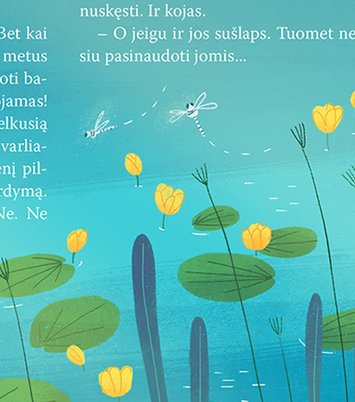 Bet kai
metus
oti ba-
ojamas!
elkusią
varlia-
enį pil-
rdymą.
Ne. Ne
nuskęsti. Ir kojas.
– O jeigu ir jos sušlaps. Tuomet ne
siu pasinaudoti jomis...